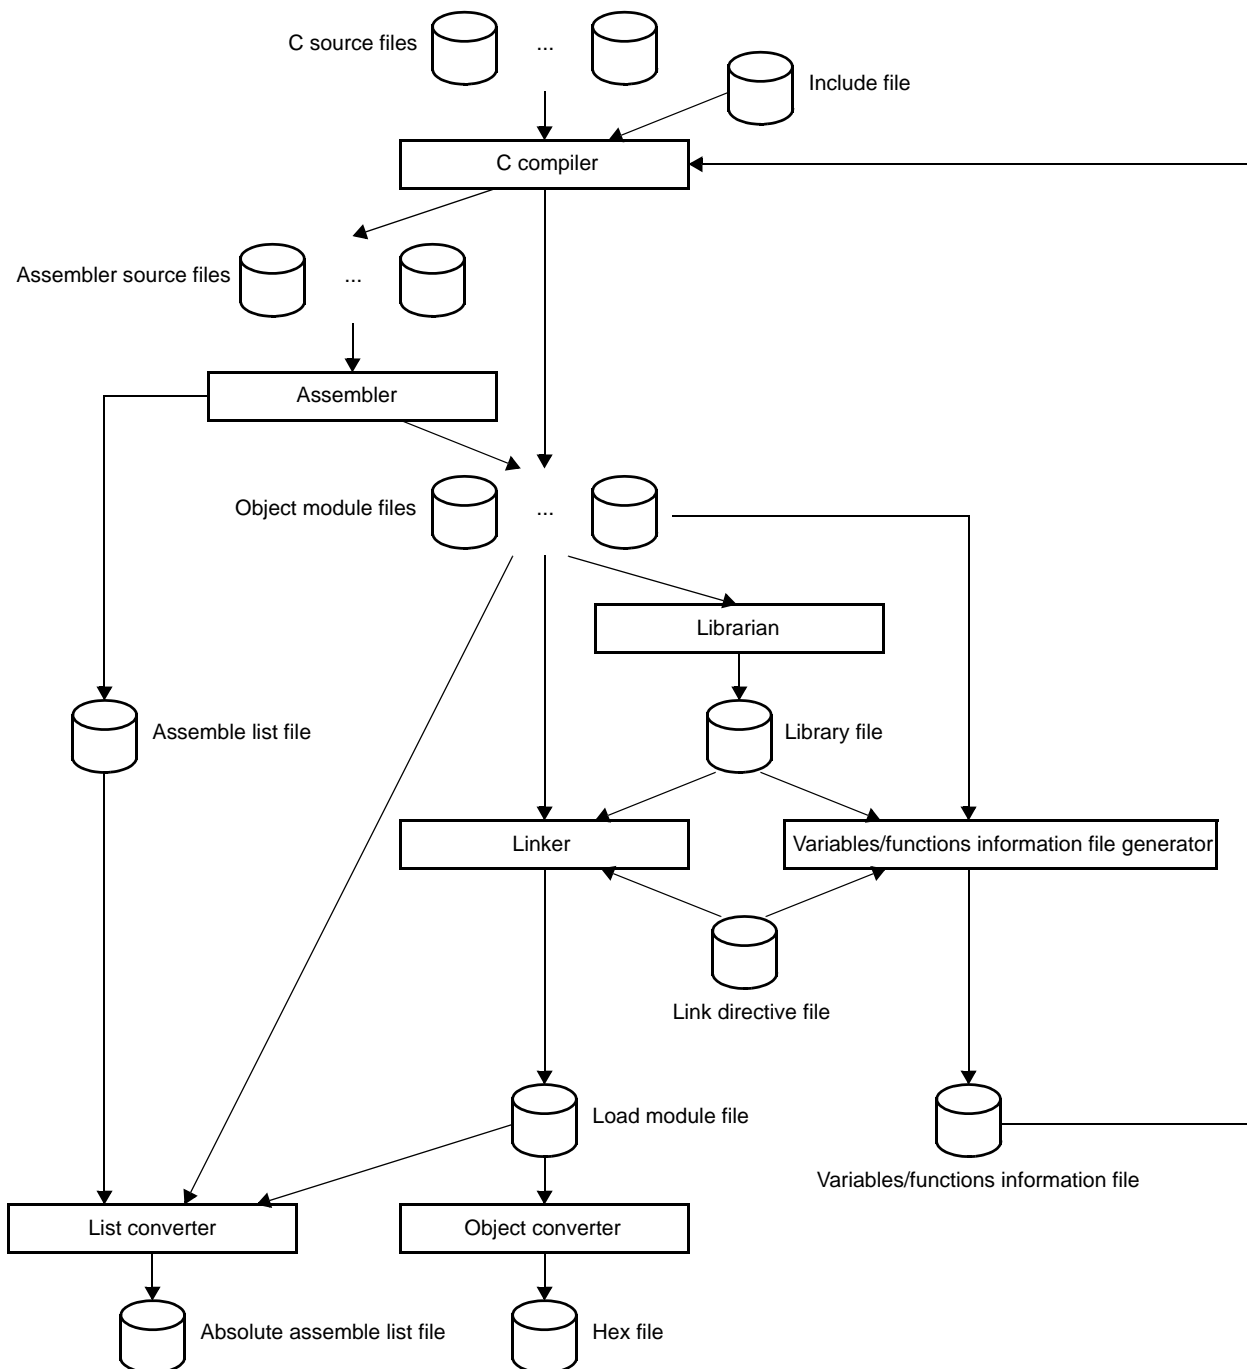 C source files
...
Include file
C compiler
Assembler source files
...
Assembler
Object module files
...
Librarian
Assemble list file
Library file
Linker
Variables/functions information file generator
Link directive file
Load module file
Variables/functions information file
List converter
Object converter
Absolute assemble list file
Hex file